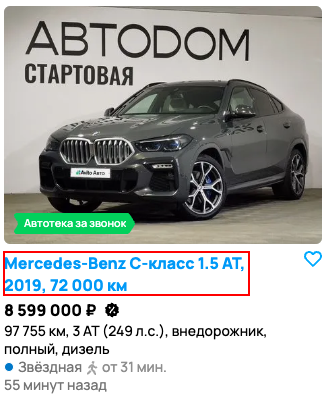 АВТОDОМ
СТАРТОВАЯ
Avito Авто
Автотека за звонок
Mercedes-Benz C-класс 1.5 AT,
2019, 72 000 км
8 599 000 ₽
97 755 км, 3 AT (249 л.с.), внедорожник,
полный, дизель
Звёздная от 31 мин.
55 минут назад